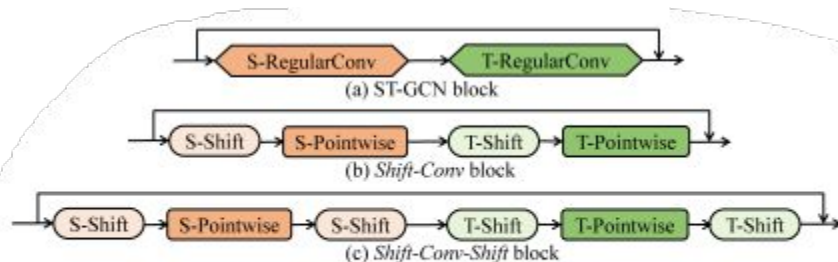 S-RegularConv T-RegularConv
(a) ST-GCN block
S-Shift S-Pointwise T-Shift T-Pointwise
(b) Shift-Conv block
S-Shift S-Pointwise S-Shift T-Shift T-Pointwise T-Shift
(c) Shift-Conv-Shift block